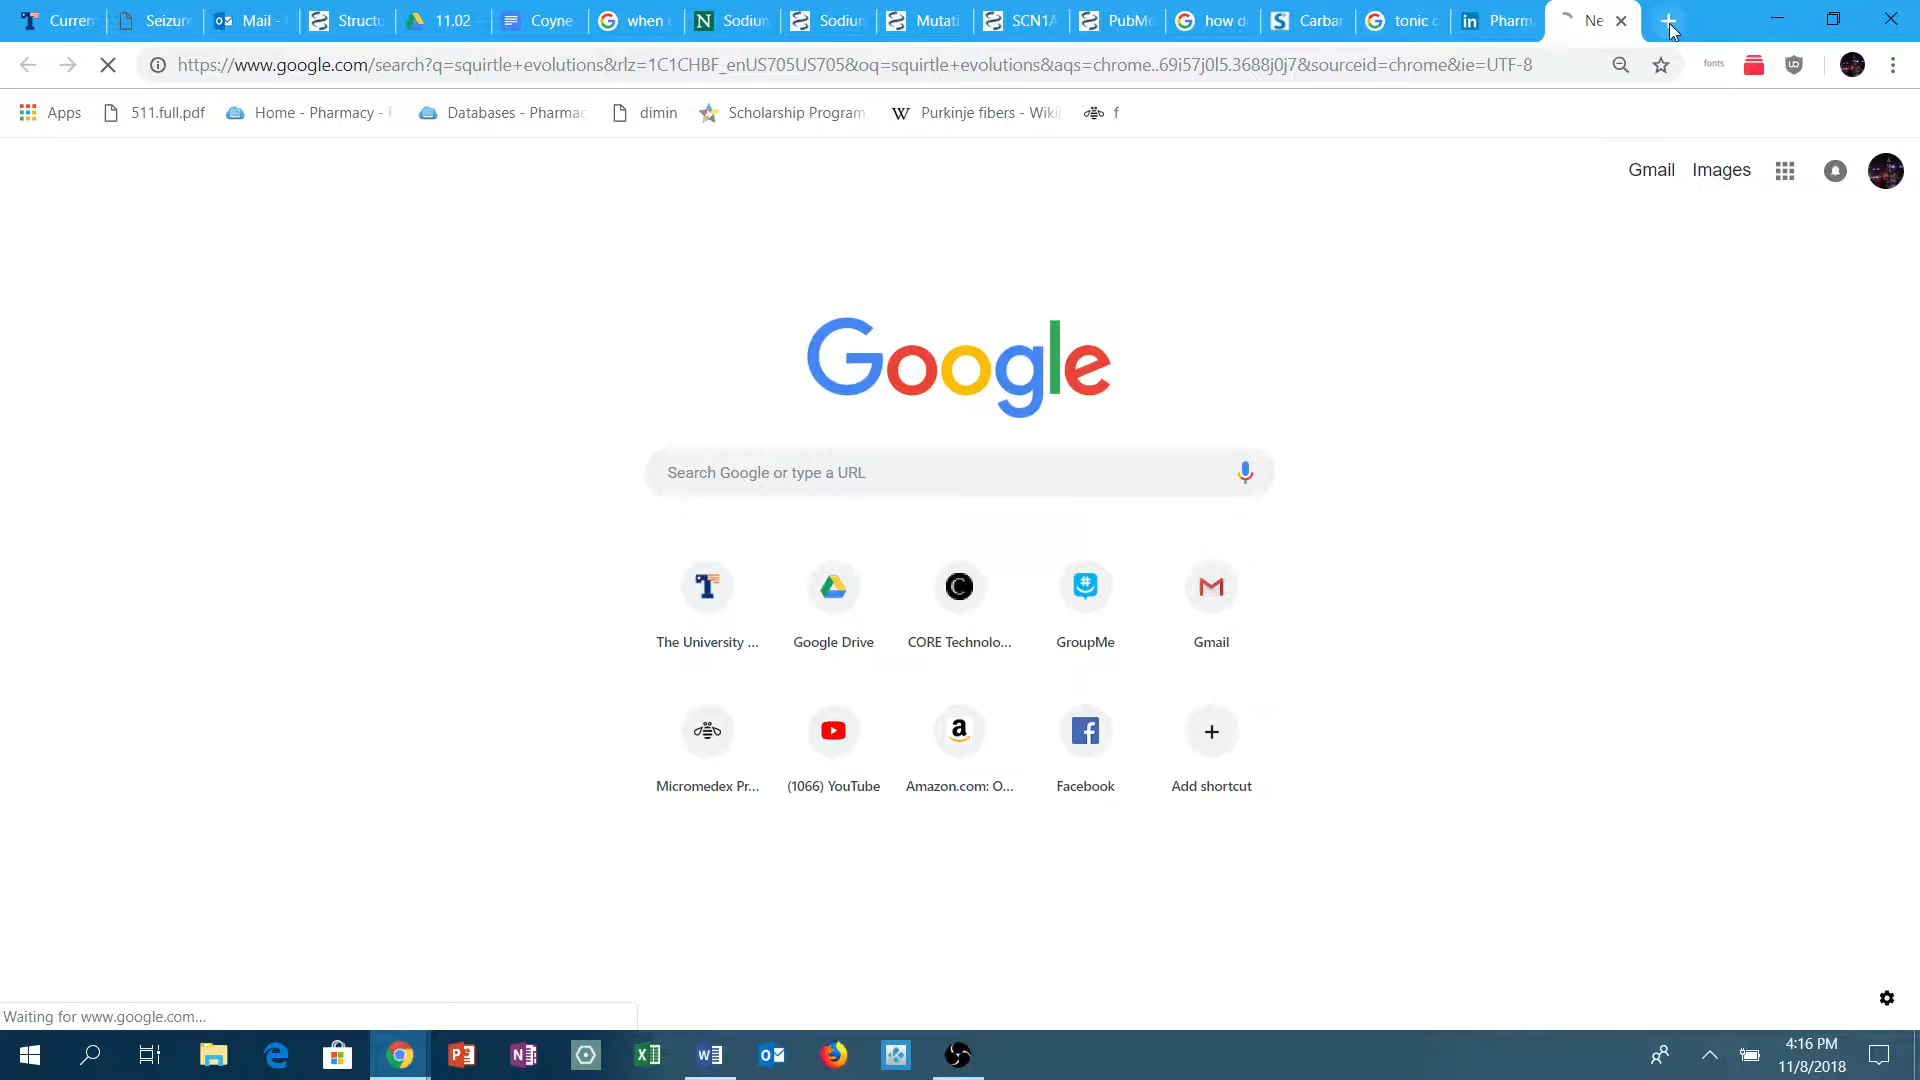 Curren
Seizure
Mail -
Structu
11.02 -
Coyne
when
Sodium
Sodium
Mutati
SCN1A
PubMe
how d
Carbar
tonic
Pharm
Ne
https://www.google.com/search?q=squirtle+evolutions&rlz=1C1CHBF_enUS705US705&oq=squirtle+evolutions&aqs=chrome..69i57j0l5.3688j0j7&sourceid=chrome&ie=UTF-8
fonts
Apps
511.full.pdf
Home - Pharmacy -
Databases - Pharmac
dimin
Scholarship Program
Purkinje fibers - Wiki
f
Gmail
Images
Google
Search Google or type a URL
The University ...
Google Drive
CORE Technolo...
GroupMe
Gmail
Micromedex Pr...
(1066) YouTube
Amazon.com: O...
Facebook
Add shortcut
Waiting for www.google.com...
4:16 PM
11/8/2018